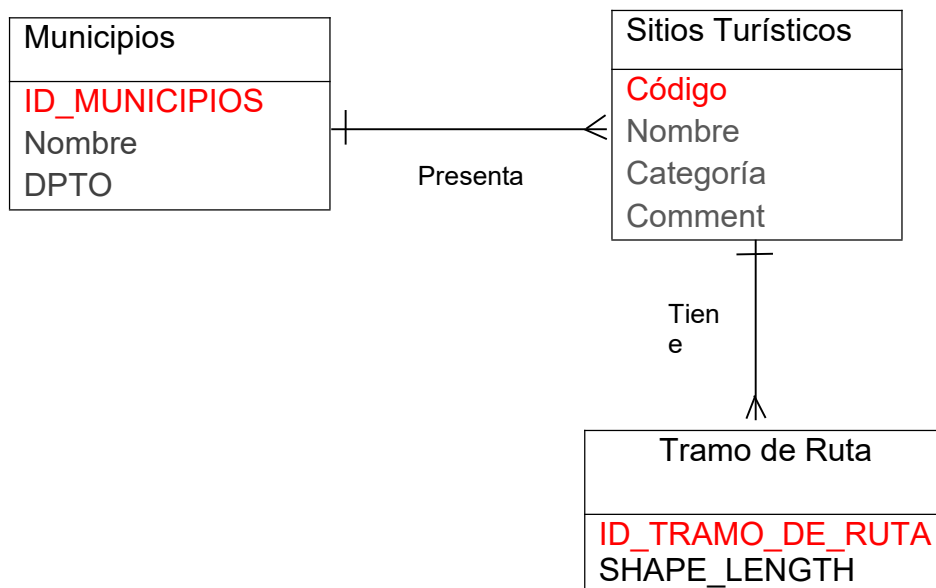 Municipios
ID_MUNICIPIOS
Nombre
DPTO
Presenta
Sitios Turísticos
Código
Nombre
Categoría
Comment
Tien
e
Tramo de Ruta
ID_TRAMO_DE_RUTA
SHAPE_LENGTH